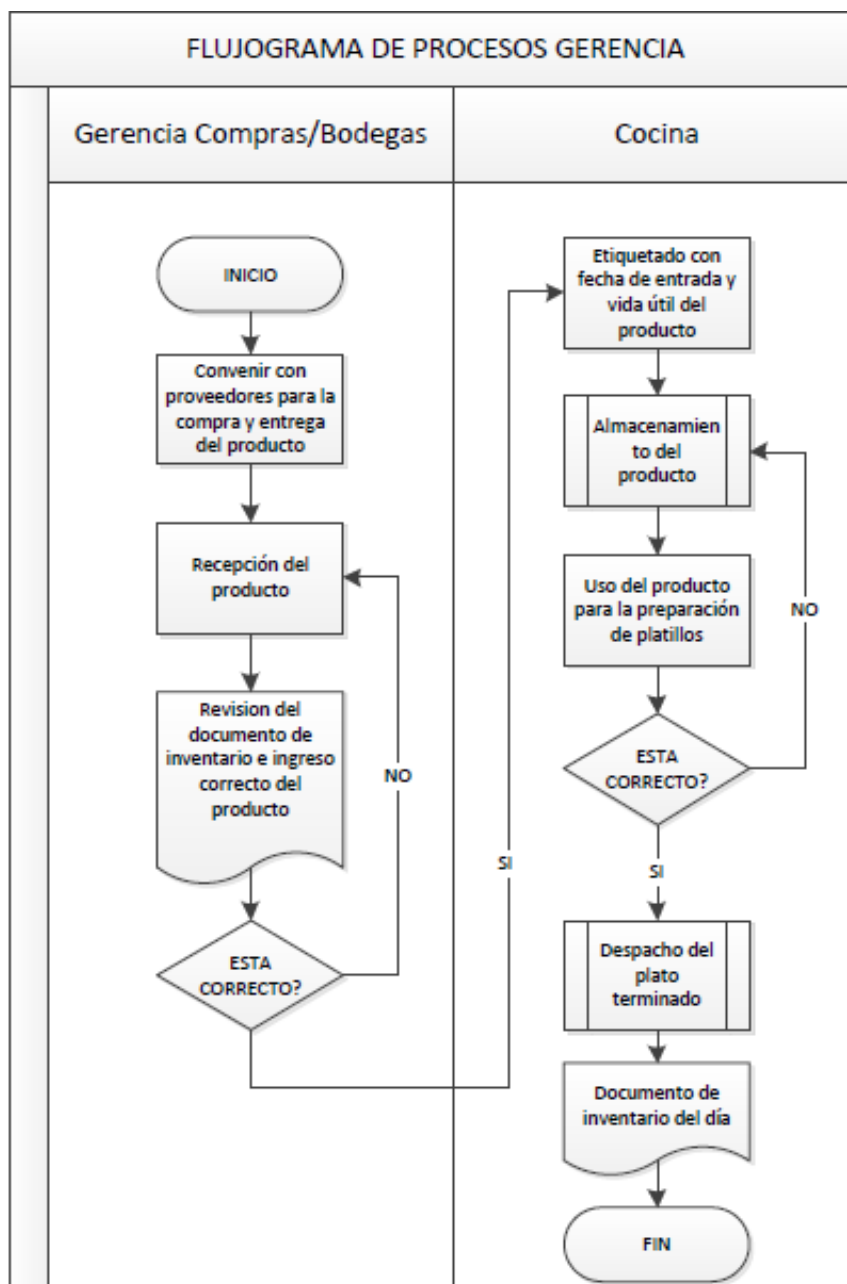 FLUJOGRAMA DE PROCESOS GERENCIA
Gerencia Compras/Bodegas
Cocina
INICIO
Convenir con
proveedores para la
compra y entrega
del producto
Recepción del
producto
Revision del
documento de
inventario e ingreso
correcto del
producto
NO
ESTA
CORRECTO?
SI
Etiquetado con
fecha de entrada y
vida útil del
producto
Almacenamien
to del
producto
Uso del producto
para la preparación
de platillos
NO
ESTA
CORRECTO?
SI
Despacho del
plato
terminado
Documento de
inventario del día
FIN